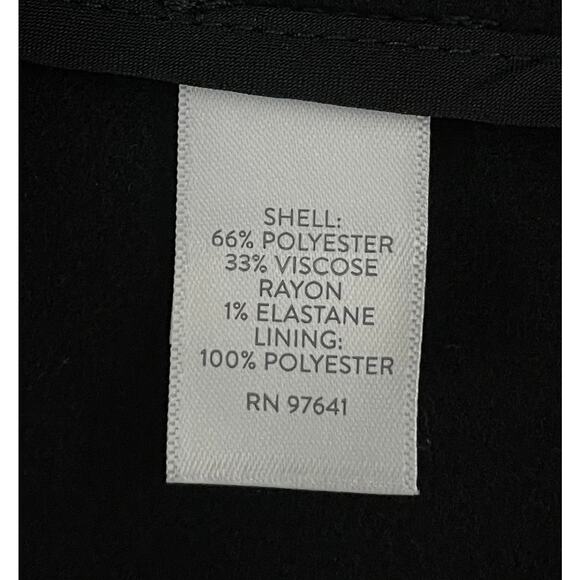 SHELL:
66% POLYESTER
33% VISCOSE
RAYON
1% ELASTANE
LINING:
100% POLYESTER
RN 97641